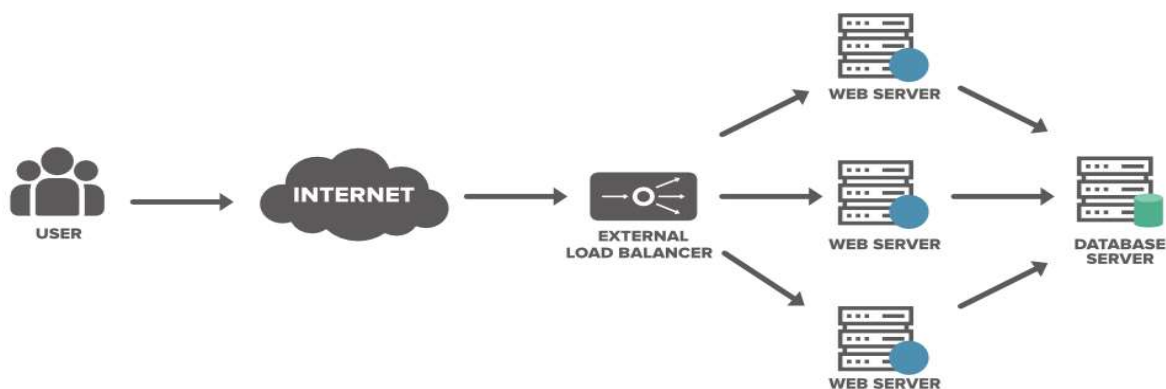 USER
INTERNET
EXTERNAL
LOAD BALANCER
WEB SERVER
WEB SERVER
WEB SERVER
DATABASE
SERVER